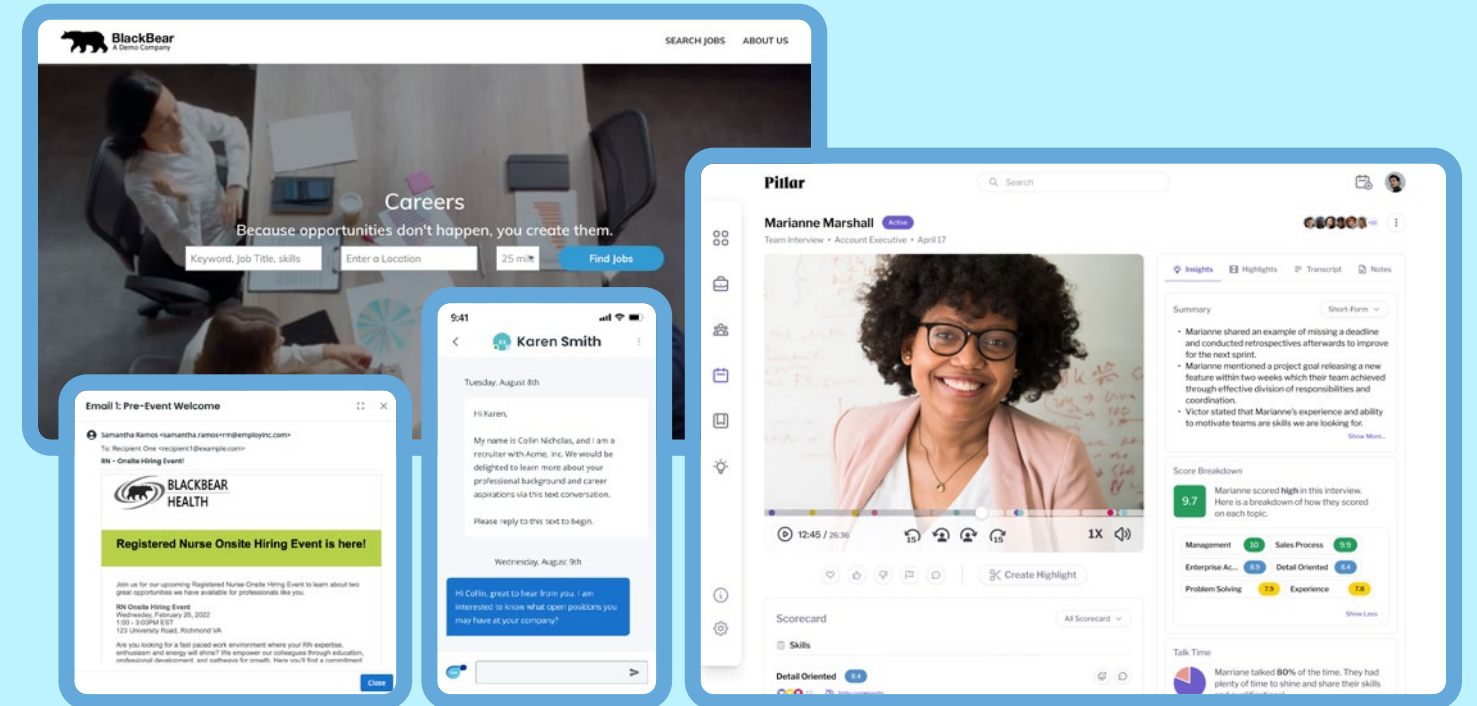 BlackBear
A Demo Company
SEARCH JOBS ABOUT US
Careers
Because opportunities don't happen, you create them.
Keyword, Job Title, skills Enter a Location 25 mi Find Jobs
Email 1: Pre-Event Welcome
Samantha Ramos <samantha.ramos+rm@employinc.com>
To: Recipient One <recipient1@example.com>
RN - Onsite Hiring Event!
BLACKBEAR
HEALTH
Registered Nurse Onsite Hiring Event is here!
Join us for our upcoming Registered Nurse Onsite Hiring Event to learn about two
great opportunities we have available for professionals like you.
RN Onsite Hiring Event
Wednesday, February 25, 2022
1:00 - 3:00PM EST
123 University Road, Richmond VA
Are you looking for a fast paced work environment where your RN expertise,
enthusiasm and energy will shine? We empower our colleagues through education,
professional development, and pathways for growth. Here you'll find a commitment
Close
9:41
Karen Smith
Tuesday, August 8th
Hi Karen,
My name is Collin Nicholas, and I am a
recruiter with Acme, Inc. We would be
delighted to learn more about your
professional background and career
aspirations via this text conversation.
Please reply to this text to begin.
Wednesday, August 9th
Hi Collin, great to hear from you. I am
interested to know what open positions you
may have at your company?
Pillar
Search
Marianne Marshall Active
Team Interview • Account Executive • April 17
Insights Highlights Transcript Notes
12:45 / 26:36 15 15 1X
Create Highlight
Scorecard All Scorecard
Skills
Detail Oriented 8.4
Summary Short-Form
• Marianne shared an example of missing a deadline
and conducted retrospectives afterwards to improve
for the next sprint.
• Marianne mentioned a project goal releasing a new
feature within two weeks which their team achieved
through effective division of responsibilities and
coordination.
• Victor stated that Marianne's experience and ability
to motivate teams are skills we are looking for.
Show More...
Score Breakdown
9.7
Marianne scored high in this interview.
Here is a breakdown of how they scored
on each topic.
Management 10 Sales Process 9.9
Enterprise Ac... 8.9 Detail Oriented 8.4
Problem Solving 7.9 Experience 7.8
Show Less
Talk Time
Marriane talked 80% of the time. They had
plenty of time to shine and share their skills